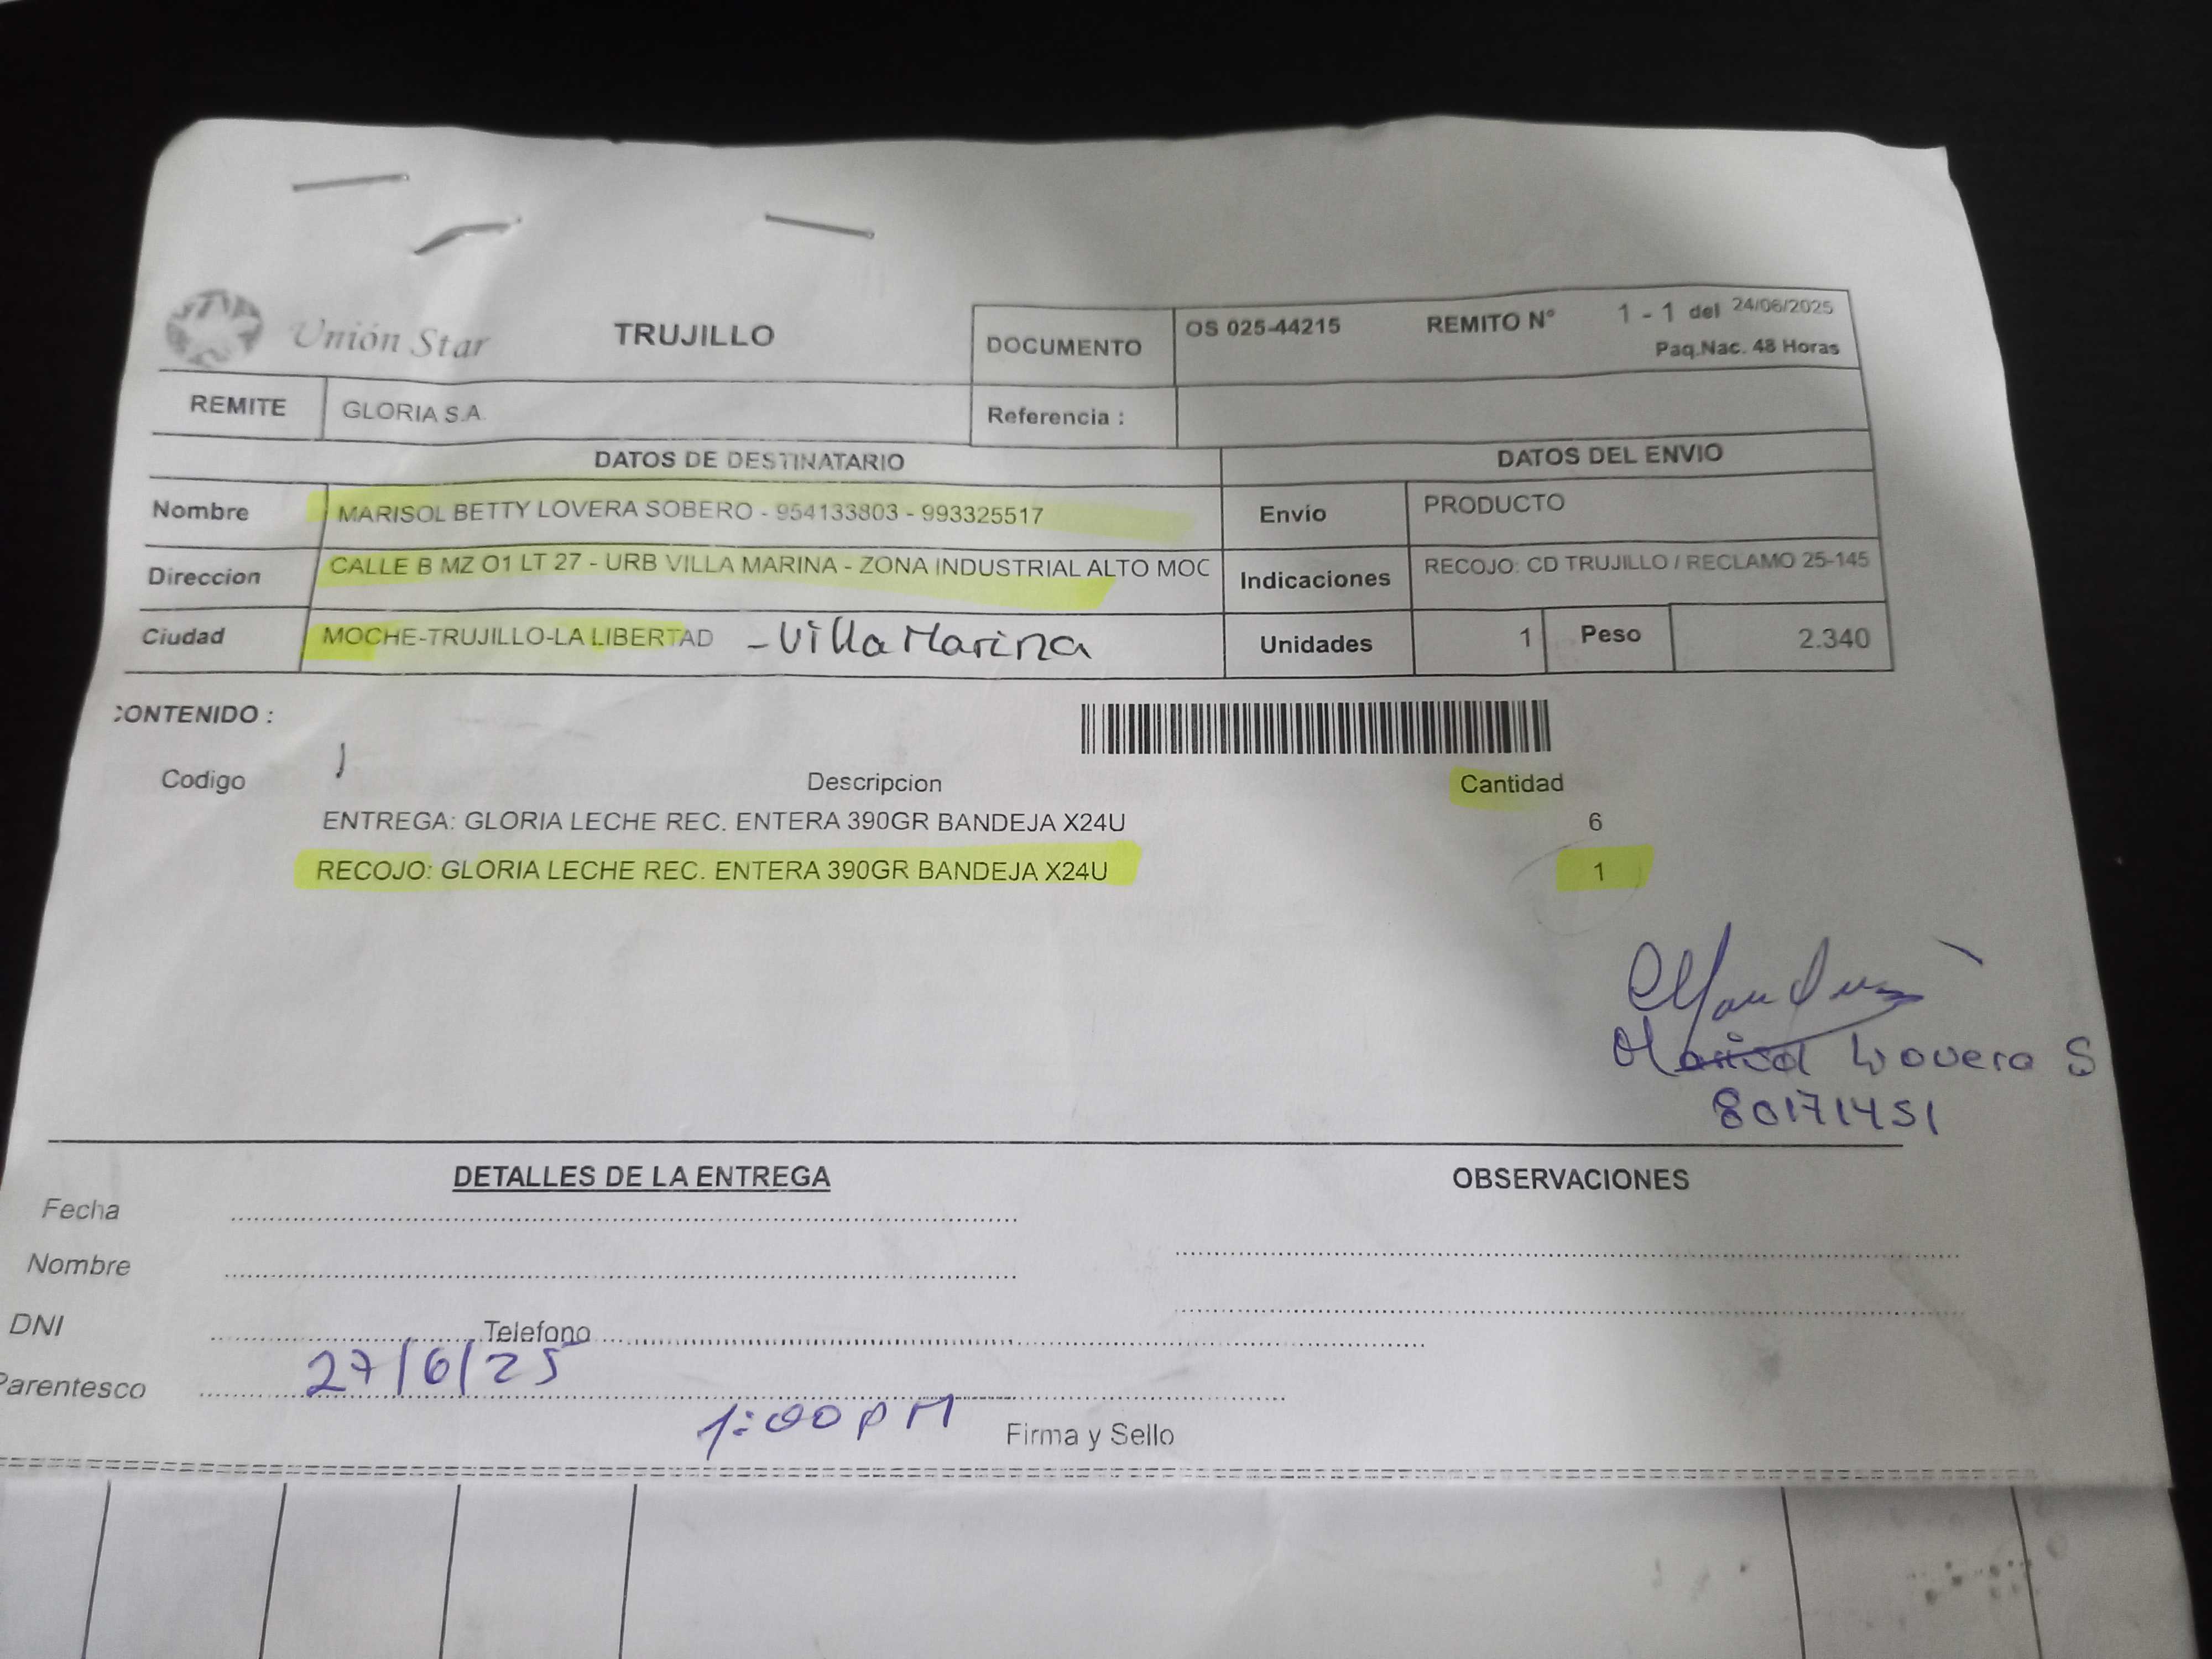 Unión Star TRUJILLO DOCUMENTO OS 025-44215 REMITO N° 1 - 1 del 24/06/2025
Paq.Nac. 48 Horas
REMITE GLORIA S.A. Referencia :
DATOS DE DESTINATARIO DATOS DEL ENVIO
Nombre MARISOL BETTY LOVERA SOBERO - 954133803 - 993325517 Envío PRODUCTO
Direccion CALLE B MZ O1 LT 27 - URB VILLA MARINA - ZONA INDUSTRIAL ALTO MOC Indicaciones RECOJO: CD TRUJILLO / RECLAMO 25-145
Ciudad MOCHE-TRUJILLO-LA LIBERTAD - Villa Marina Unidades 1 Peso 2.340
CONTENIDO :
Codigo Descripcion Cantidad
ENTREGA: GLORIA LECHE REC. ENTERA 390GR BANDEJA X24U 6
RECOJO: GLORIA LECHE REC. ENTERA 390GR BANDEJA X24U 1
Marisol Lovera S
80171451
DETALLES DE LA ENTREGA OBSERVACIONES
Fecha
Nombre
DNI Telefono
Parentesco 27/6/25
1:00 PM Firma y Sello